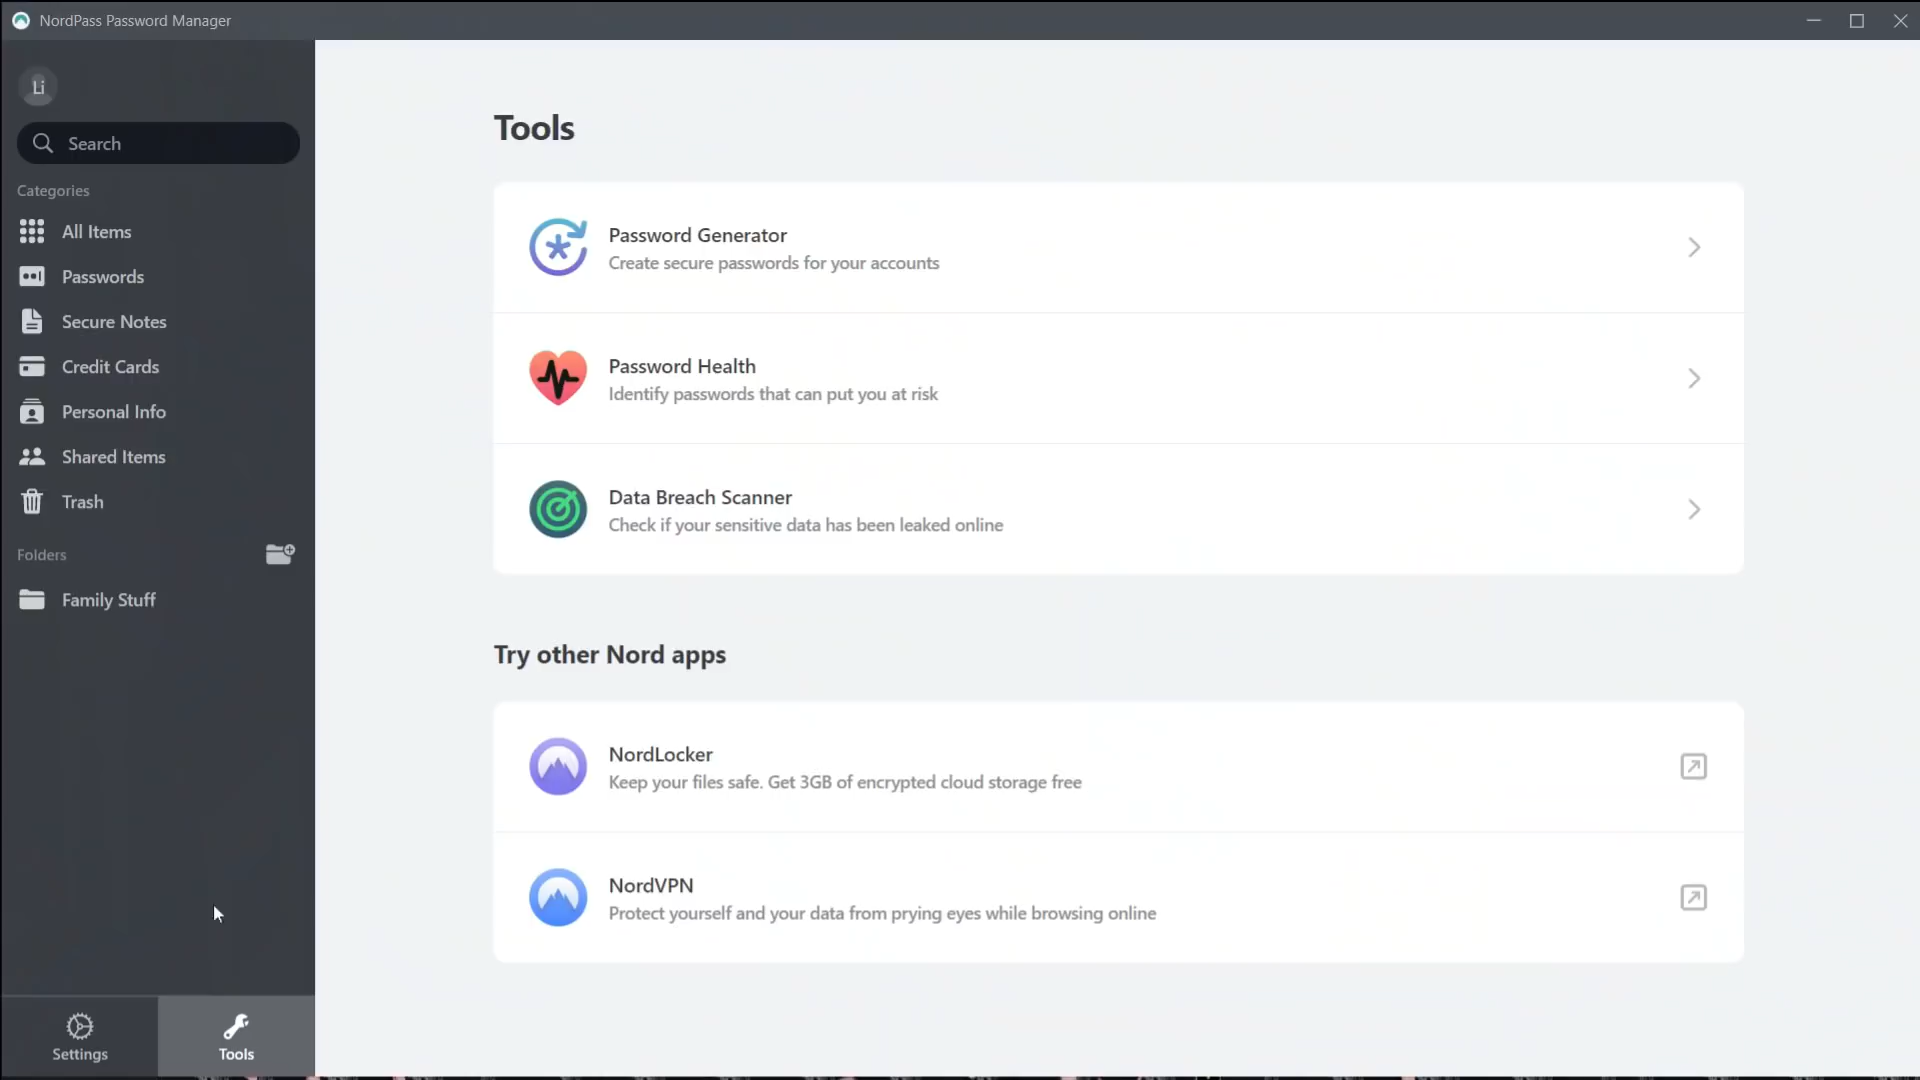 NordPass Password Manager
Li
Search
Categories
All Items
Passwords
Secure Notes
Credit Cards
Personal Info
Shared Items
Trash
Folders
Family Stuff
Settings
Tools
Tools
Password Generator
Create secure passwords for your accounts
Password Health
Identify passwords that can put you at risk
Data Breach Scanner
Check if your sensitive data has been leaked online
Try other Nord apps
NordLocker
Keep your files safe. Get 3GB of encrypted cloud storage free
NordVPN
Protect yourself and your data from prying eyes while browsing online